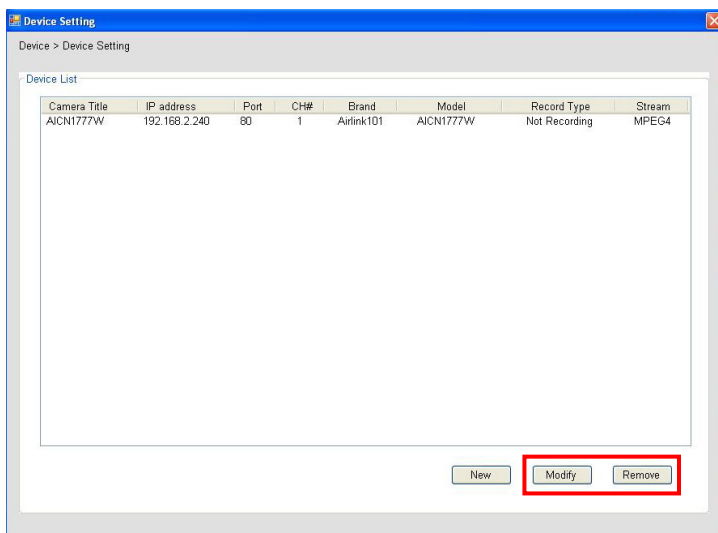 Device Setting
Device > Device Setting
Device List
Camera Title IP address Port CH# Brand Model Record Type Stream
AICN1777W 192.168.2.240 80 1 Airlink101 AICN1777W Not Recording MPEG4
New Modify Remove